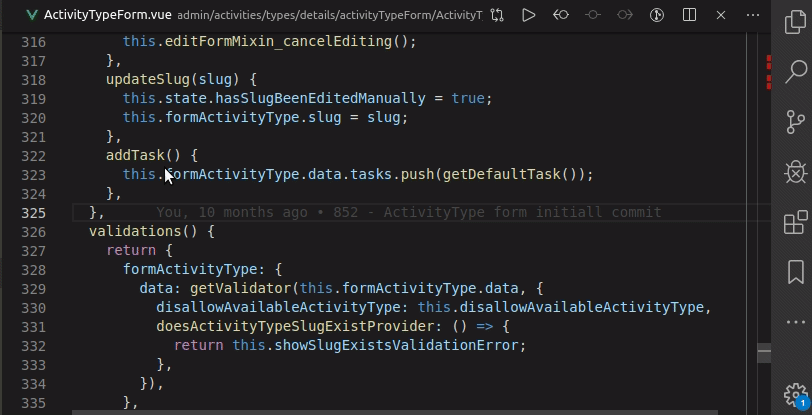 ActivityTypeForm.vue admin/activities/types/details/activityTypeForm/ActivityT
316 this.editFormMixin_cancelEditing();
317 },
318 updateSlug(slug) {
319 this.state.hasSlugBeenEditedManually = true;
320 this.formActivityType.slug = slug;
321 },
322 addTask() {
323 this.formActivityType.data.tasks.push(getDefaultTask());
324 },
325 }, You, 10 months ago • 852 - ActivityType form initiall commit
326 validations() {
327 return {
328 formActivityType: {
329 data: getValidator(this.formActivityType.data, {
330 disallowAvailableActivityType: this.disallowAvailableActivityType,
331 doesActivityTypeSlugExistProvider: () => {
332 return this.showSlugExistsValidationError;
333 },
334 }),
335 },
1